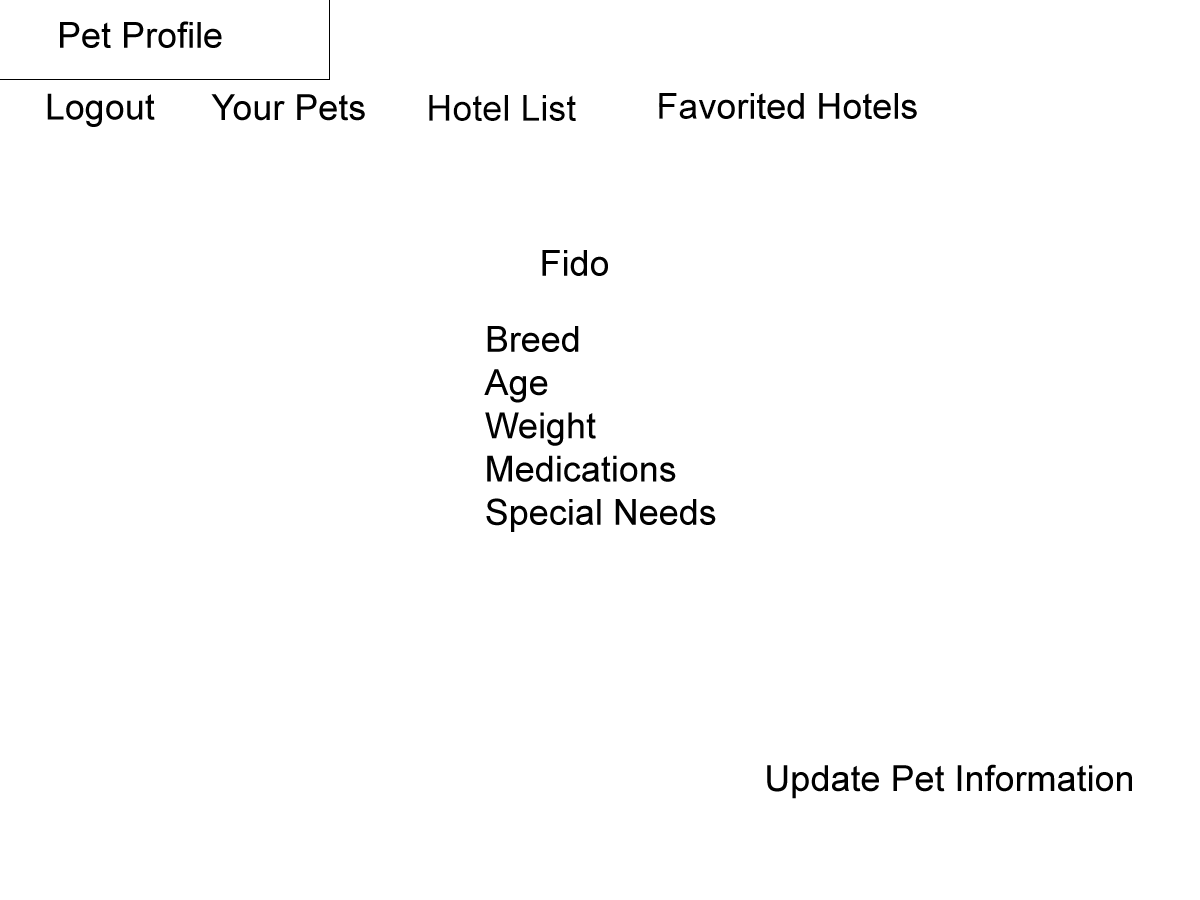 Pet Profile
Logout Your Pets Hotel List Favorited Hotels
Fido
Breed
Age
Weight
Medications
Special Needs
Update Pet Information